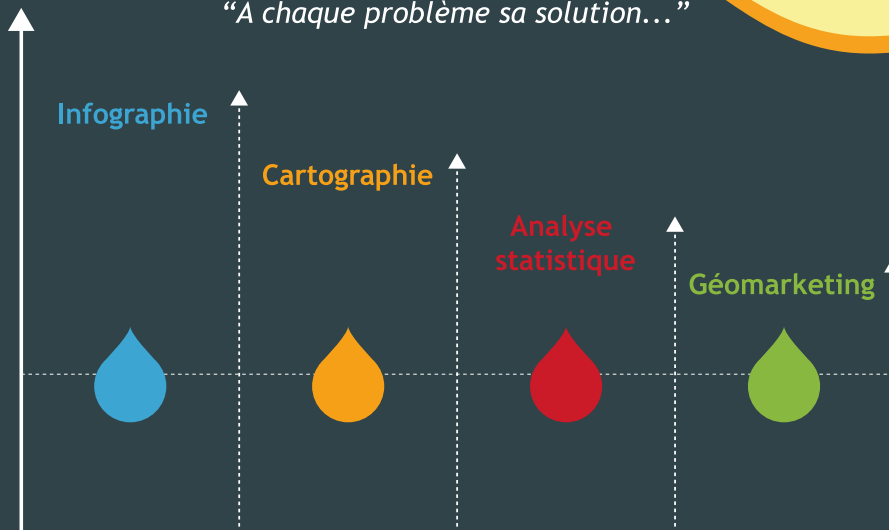 “A chaque problème sa solution...”
Infographie
Cartographie
Analyse
statistique
Géomarketing